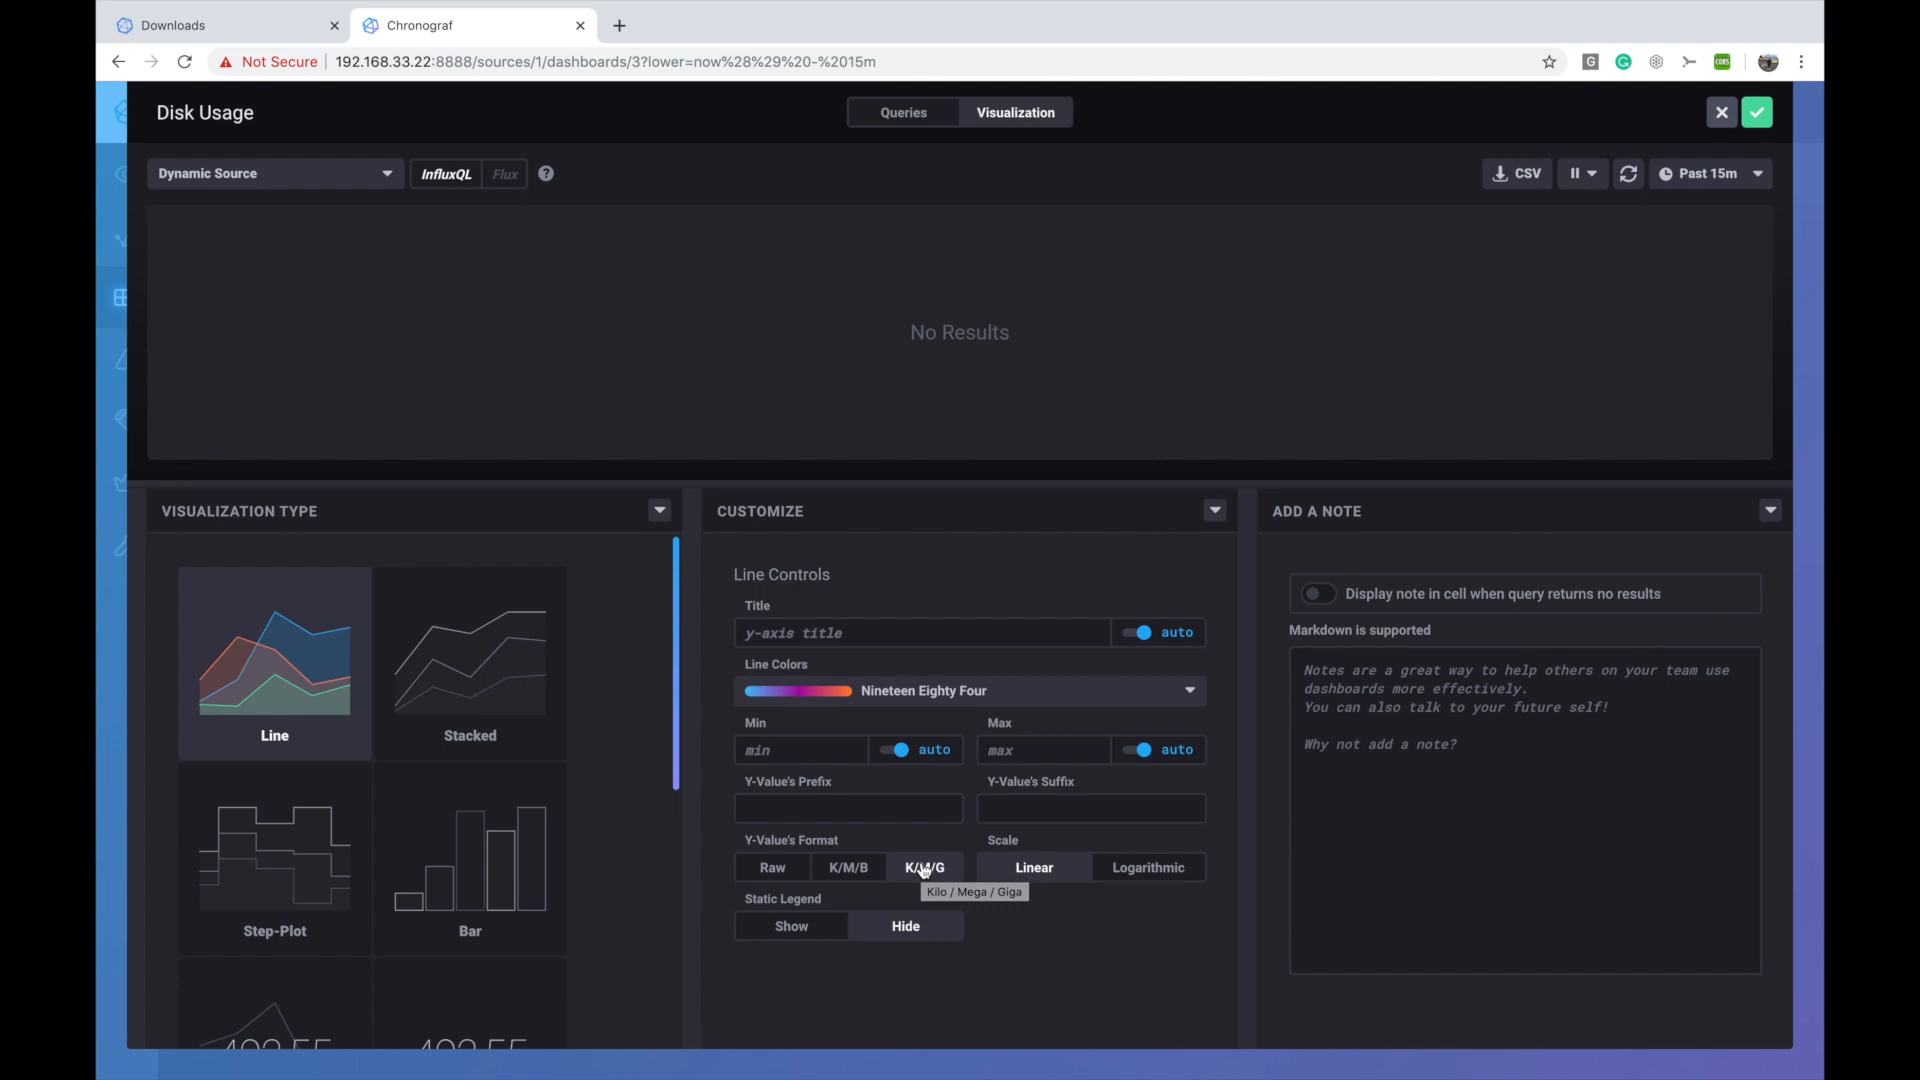 Downloads
Chronograf
Not Secure
192.168.33.22:8888/sources/1/dashboards/3?lower=now%28%29%20-%2015m
G
CORS
Disk Usage
Queries
Visualization
Dynamic Source
InfluxQL
Flux
?
CSV
Past 15m
No Results
VISUALIZATION TYPE
Line
Stacked
Step-Plot
Bar
CUSTOMIZE
Line Controls
Title
y-axis title
auto
Line Colors
Nineteen Eighty Four
Min
Max
min
auto
max
auto
Y-Value's Prefix
Y-Value's Suffix
Y-Value's Format
Scale
Raw
K/M/B
K/M/G
Linear
Logarithmic
Kilo / Mega / Giga
Static Legend
Show
Hide
ADD A NOTE
Display note in cell when query returns no results
Markdown is supported
Notes are a great way to help others on your team use
dashboards more effectively.
You can also talk to your future self!
Why not add a note?